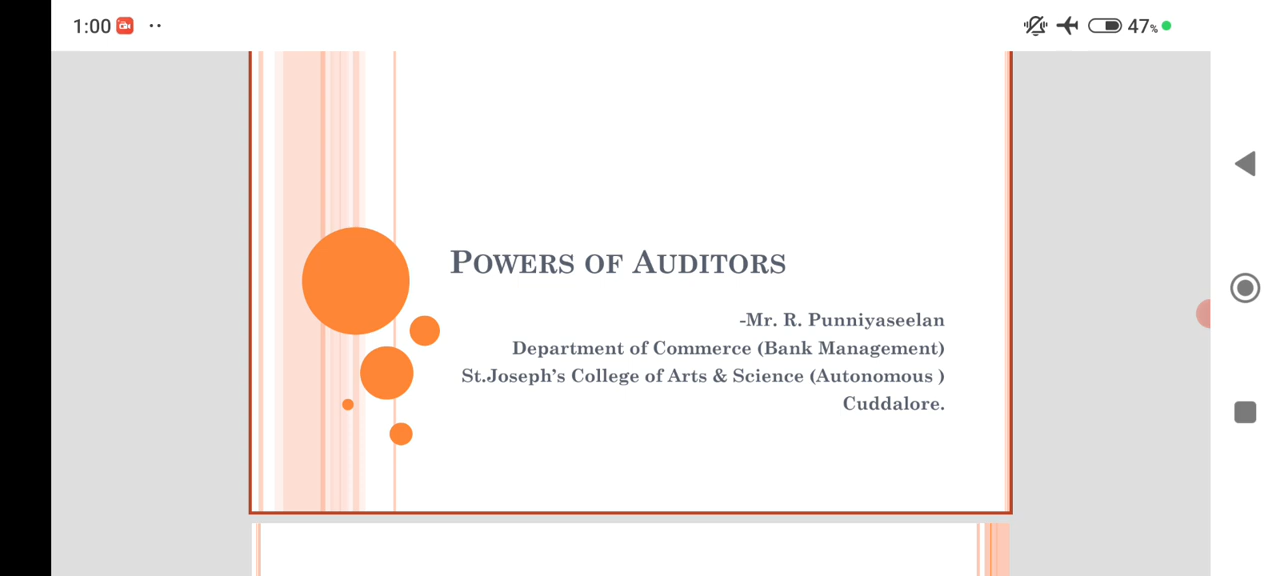 1:00
47%
POWERS OF AUDITORS
-Mr. R. Punniyaseelan
Department of Commerce (Bank Management)
St.Joseph's College of Arts & Science (Autonomous )
Cuddalore.